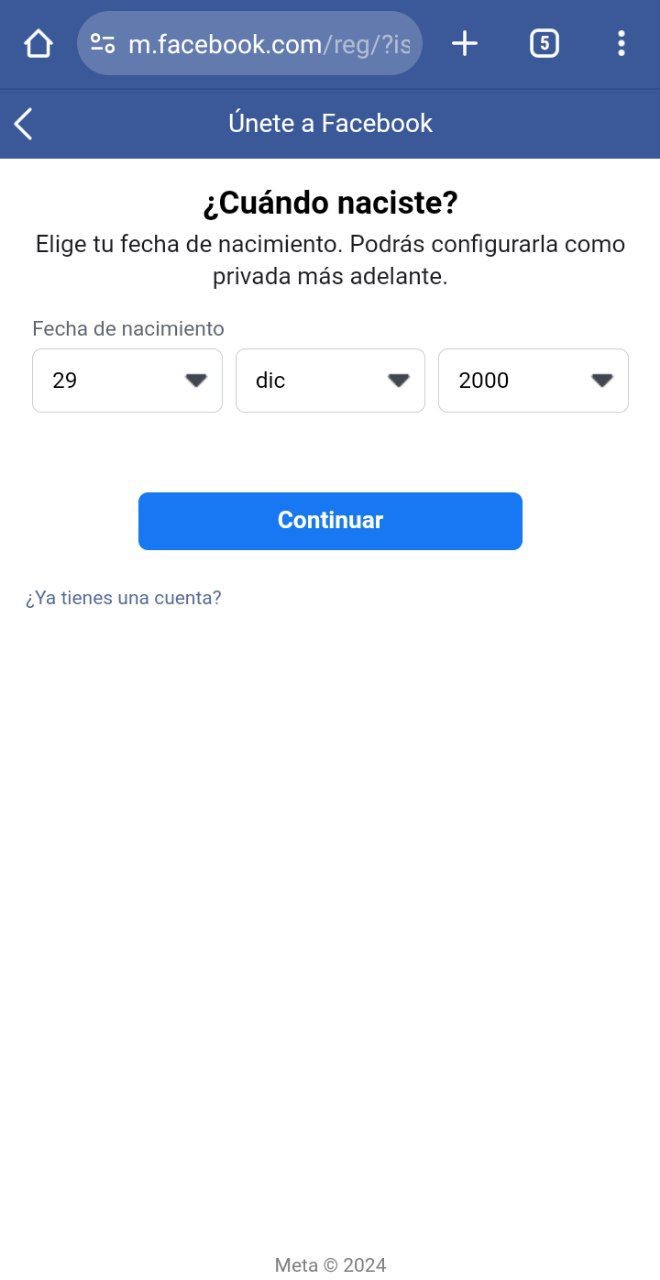 m.facebook.com/reg/?is
5
Únete a Facebook
¿Cuándo naciste?
Elige tu fecha de nacimiento. Podrás configurarla como
privada más adelante.
Fecha de nacimiento
29 dic 2000
Continuar
¿Ya tienes una cuenta?
Meta © 2024